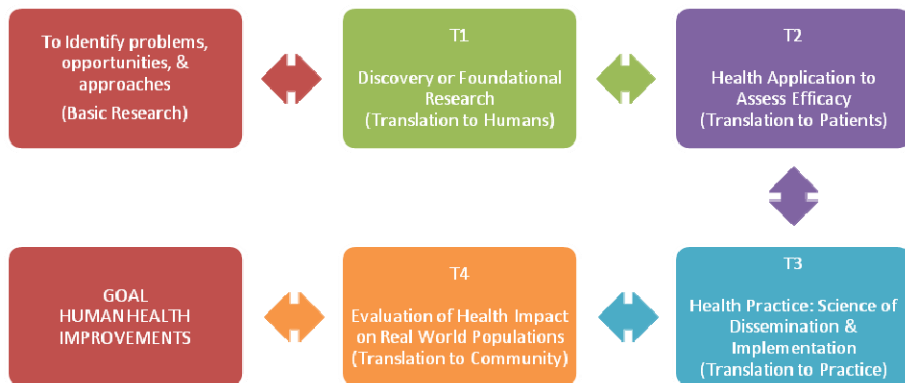 To Identify problems,
opportunities, &
approaches
(Basic Research)
T1
Discovery or Foundational
Research
(Translation to Humans)
T2
Health Application to
Assess Efficacy
(Translation to Patients)
GOAL
HUMAN HEALTH
IMPROVEMENTS
T4
Evaluation of Health Impact
on Real World Populations
(Translation to Community)
T3
Health Practice: Science of
Dissemination &
Implementation
(Translation to Practice)